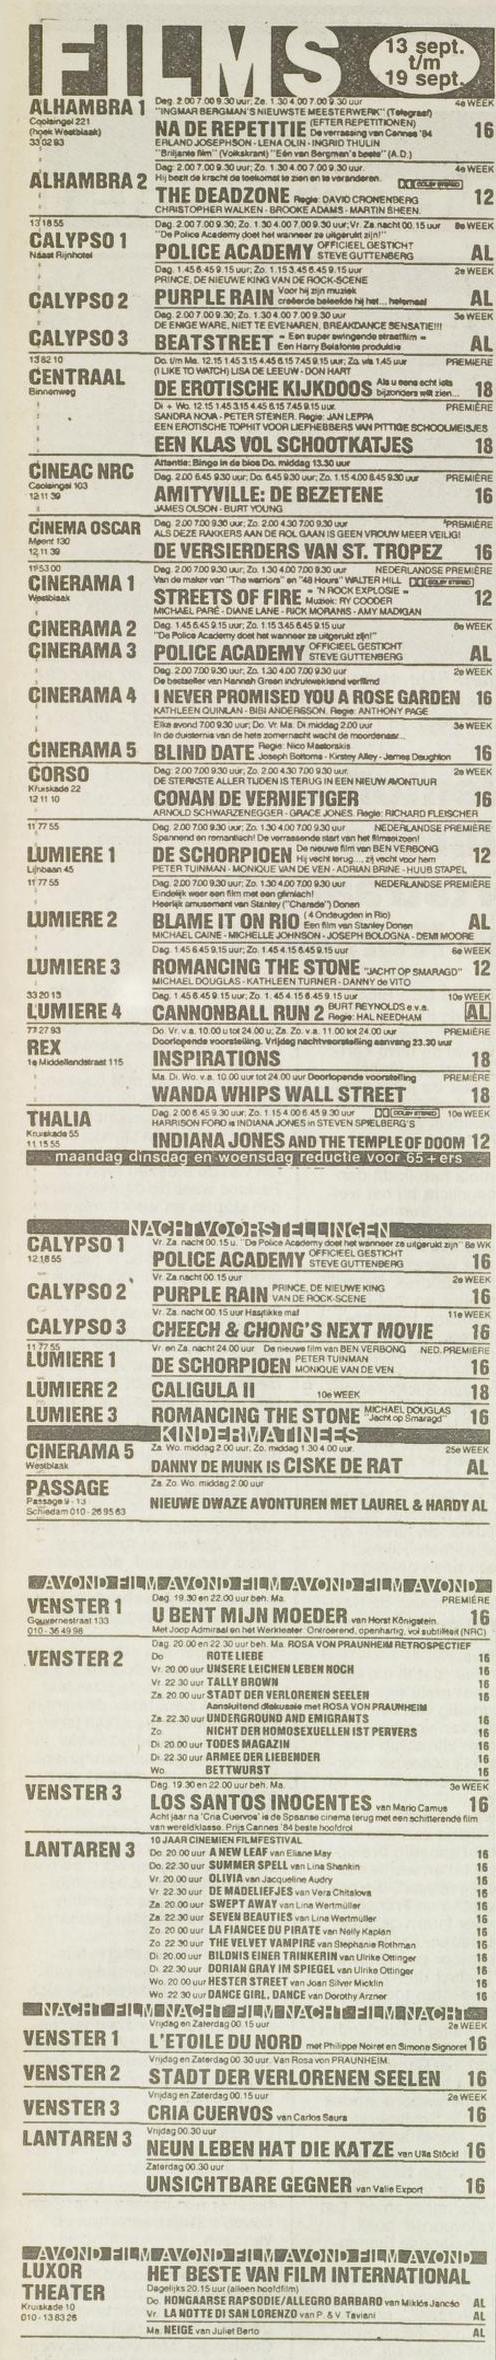 FILMS
13 sept.
t/m
19 sept.
ALHAMBRA 1
Coolsingel 221
(hoek Westblaak)
33 02 93
Dag. 2.00 7.00 9.30 uur; Zo. 1.30 4.00 7.00 9.30 uur 4e WEEK
"INGMAR BERGMAN'S NIEUWSTE MEESTERWERK" (Telegraaf)
NA DE REPETITIE (EFTER REPETITIONEN) De verrassing van Cannes '84 16
ERLAND JOSEPHSON - LENA OLIN - INGRID THULIN
"Briljante film" (Volkskrant) "Eén van Bergman's beste" (A.D.)
ALHAMBRA 2
Dag. 2.00 7.00 9.30 uur; Zo. 1.30 4.00 7.00 9.30 uur 4e WEEK
Hij bezit de kracht de toekomst te zien en te veranderen.
DOLBY STEREO
THE DEADZONE Regie: DAVID CRONENBERG 12
CHRISTOPHER WALKEN - BROOKE ADAMS - MARTIN SHEEN.
13 18 55
CALYPSO 1
Naast Rijnhotel
Dag. 2.00 7.00 9.30; Zo. 1.30 4.00 7.00 9.30 uur; Vr. Za. nacht 00.15 uur 8e WEEK
"De Police Academy doet het wanneer ze uitgerukt zijn!"
POLICE ACADEMY OFFICIEEL GESTICHT STEVE GUTTENBERG AL
CALYPSO 2
Dag. 1.45 6.45 9.15 uur; Zo. 1.15 3.45 6.45 9.15 uur 2e WEEK
PRINCE, DE NIEUWE KING VAN DE ROCK-SCENE
PURPLE RAIN Voor hij zijn muziek creëerde beleefde hij het... helemaal AL
CALYPSO 3
Dag. 2.00 7.00 9.30; Zo. 1.30 4.00 7.00 9.30 uur 3e WEEK
DE ENIGE WARE, NIET TE EVENAREN, BREAKDANCE SENSATIE!!!
BEATSTREET = Een super swingende straatfilm = Een Harry Belafonte produktie AL
13 82 10
CENTRAAL
Binnenweg
Do. t/m Ma. 12.15 1.45 3.15 4.45 6.15 7.45 9.15 uur; Zo. v/a 1.45 uur PREMIERE
(I LIKE TO WATCH) LISA DE LEEUW - DON HART
DE EROTISCHE KIJKDOOS Als u eens echt iets bijzonders wilt zien... 18
Di + Wo. 12.15 1.45 3.15 4.45 6.15 7.45 9.15 uur. PREMIÈRE
SANDRA NOVA - PETER STEINER. Regie: JAN LEPPA
EEN EROTISCHE TOPHIT VOOR LIEFHEBBERS VAN PITTIGE SCHOOLMEISJES
EEN KLAS VOL SCHOOTKATJES 18
CINEAC NRC
Coolsingel 103
12 11 39
Attentie: Bingo in de bios Do. middag 13.30 uur
Dag. 2.00 6.45 9.30 uur; Do. 6.45 9.30 uur; Zo. 1.15 4.00 6.45 9.30 uur PREMIÈRE
AMITYVILLE: DE BEZETENE 16
JAMES OLSON - BURT YOUNG
CINEMA OSCAR
Meent 130
12 11 39
Dag. 2.00 7.00 9.30 uur; Zo. 2.00 4.30 7.00 9.30 uur PREMIÈRE
ALS DEZE RAKKERS AAN DE ROL GAAN IS GEEN VROUW MEER VEILIG!
DE VERSIERDERS VAN ST. TROPEZ 16
11 53 00
CINERAMA 1
Westblaak
Dag. 2.00 7.00 9.30 uur; Zo. 1.30 4.00 7.00 9.30 uur NEDERLANDSE PREMIÈRE
Van de maker van "The warriors" en "48 Hours" WALTER HILL DOLBY STEREO
STREETS OF FIRE = 'N ROCK EXPLOSIE = Muziek: RY COODER 12
MICHAEL PARÉ - DIANE LANE - RICK MORANIS - AMY MADIGAN
CINERAMA 2
CINERAMA 3
Dag. 1.45 6.45 9.15 uur; Zo. 1.15 3.45 6.45 9.15 uur 8e WEEK
"De Police Academy doet het wanneer ze uitgerukt zijn!"
POLICE ACADEMY OFFICIEEL GESTICHT STEVE GUTTENBERG AL
CINERAMA 4
Dag. 2.00 7.00 9.30 uur; Zo. 1.30 4.00 7.00 9.30 uur 2e WEEK
De bestseller van Hannah Green indrukwekkend verfilmd
I NEVER PROMISED YOU A ROSE GARDEN 16
KATHLEEN QUINLAN - BIBI ANDERSSON. Regie: ANTHONY PAGE
CINERAMA 5
Elke avond 7.00 9.30 uur; Do. Vr. Ma. Di middag 2.00 uur 3e WEEK
In de duisternis van de hete zomernacht wacht de moordenaar...
BLIND DATE Regie: Nico Mastorakis Joseph Bottoms - Kirstey Alley - James Daughton 16
CORSO
Kruiskade 22
12 11 10
Dag. 2.00 7.00 9.30 uur; Zo. 2.00 4.30 7.00 9.30 uur. 2e WEEK
DE STERKSTE ALLER TIJDEN IS TERUG IN EEN NIEUW AVONTUUR
CONAN DE VERNIETIGER 16
ARNOLD SCHWARZENEGGER - GRACE JONES. Regie: RICHARD FLEISCHER
11 77 55
LUMIERE 1
Lijnbaan 45
Dag. 2.00 7.00 9.30 uur; Zo. 1.30 4.00 7.00 9.30 uur NEDERLANDSE PREMIÈRE
Spannend en romantisch! De verrassende start van het filmseizoen!
DE SCHORPIOEN De nieuwe film van BEN VERBONG Hij vecht terug..., zij vecht voor hem 12
PETER TUINMAN - MONIQUE VAN DE VEN - ADRIAN BRINE - HUUB STAPEL
11 77 55
LUMIERE 2
Dag. 2.00 7.00 9.30 uur; Zo. 1.30 4.00 7.00 9.30 uur NEDERLANDSE PREMIÈRE
Eindelijk weer een film met een glimlach!
Heerlijk amusement van Stanley ("Charade") Donen
BLAME IT ON RIO (4 Ondeugden in Rio) Een film van Stanley Donen AL
MICHAEL CAINE - MICHELLE JOHNSON - JOSEPH BOLOGNA - DEMI MOORE
LUMIERE 3
Dag. 1.45 6.45 9.15 uur; Zo. 1.45 4.15 6.45 9.15 uur 6e WEEK
ROMANCING THE STONE "JACHT OP SMARAGD" 12
MICHAEL DOUGLAS - KATHLEEN TURNER - DANNY de VITO
33 20 13
LUMIERE 4
Dag. 1.45 6.45 9.15 uur; Zo. 1.45 4.15 6.45 9.15 uur 10e WEEK
CANNONBALL RUN 2 BURT REYNOLDS e.v.a. Regie: HAL NEEDHAM AL
77 27 93
REX
1e Middellandstraat 115
Do. Vr. v.a. 10.00 u tot 24.00 u; Za. Zo. v.a. 11.00 tot 24.00 uur PREMIÈRE
Doorlopende voorstelling. Vrijdag nachtvoorstelling aanvang 23.30 uur
INSPIRATIONS 18
Ma. Di. Wo. v.a. 10.00 uur tot 24.00 uur Doorlopende voorstelling PREMIÈRE
WANDA WHIPS WALL STREET 18
THALIA
Kruiskade 55
11 15 55
Dag. 2.00 6.45 9.30 uur; Zo. 1.15 4.00 6.45 9.30 uur DOLBY STEREO 10e WEEK
HARRISON FORD is INDIANA JONES in STEVEN SPIELBERG'S
INDIANA JONES AND THE TEMPLE OF DOOM 12
maandag dinsdag en woensdag reductie voor 65+ers
NACHTVOORSTELLINGEN
CALYPSO 1
12 18 55
Vr. Za. nacht 00.15 u. "De Police Academy doet het wanneer ze uitgerukt zijn" 8e WK
POLICE ACADEMY OFFICIEEL GESTICHT STEVE GUTTENBERG 16
CALYPSO 2
Vr. Za. nacht 00.15 uur 2e WEEK
PURPLE RAIN PRINCE, DE NIEUWE KING VAN DE ROCK-SCENE 16
CALYPSO 3
Vr. Za. nacht 00.15 uur Hasjtikke maf 11e WEEK
CHEECH & CHONG'S NEXT MOVIE 16
11 77 55
LUMIERE 1
Vr. en Za. nacht 24.00 uur De nieuwe film van BEN VERBONG NED. PREMIERE
DE SCHORPIOEN PETER TUINMAN MONIQUE VAN DE VEN 16
LUMIERE 2
CALIGULA II 10e WEEK 18
LUMIERE 3
ROMANCING THE STONE MICHAEL DOUGLAS "Jacht op Smaragd" 16
KINDERMATINEES
CINERAMA 5
Westblaak
Za. Wo. middag 2.00 uur; Zo. middag 1.30 4.00 uur. 25e WEEK
DANNY DE MUNK IS CISKE DE RAT AL
PASSAGE
Passage 9 - 13
Schiedam 010 - 26 95 63
Za. Zo. Wo. middag 2.00 uur
NIEUWE DWAZE AVONTUREN MET LAUREL & HARDY AL
AVOND FILM AVOND FILM AVOND FILM AVOND
VENSTER 1
Gouvernestraat 133
010 - 36 49 98
Dag. 19.30 en 22.00 uur beh. Ma. PREMIÈRE
U BENT MIJN MOEDER van Horst Königstein. 16
Met Joop Admiraal en het Werkteater. Ontroerend, openhartig, vol subtiliteit (NRC)
VENSTER 2
Dag. 20.00 en 22.30 uur beh. Ma. ROSA VON PRAUNHEIM RETROSPECTIEF
Do ROTE LIEBE 16
Vr. 20.00 uur UNSERE LEICHEN LEBEN NOCH 16
Vr. 22.30 uur TALLY BROWN 16
Za. 20.00 uur STADT DER VERLORENEN SEELEN 16
Aansluitend diskussie met ROSA VON PRAUNHEIM
Za. 22.30 uur UNDERGROUND AND EMIGRANTS 16
Zo. NICHT DER HOMOSEXUELLEN IST PERVERS 16
Di. 20.00 uur TODES MAGAZIN 16
Di. 22.30 uur ARMEE DER LIEBENDER 16
Wo. BETTWURST 16
VENSTER 3
Dag. 19.30 en 22.00 uur beh. Ma. 3e WEEK
LOS SANTOS INOCENTES van Mario Camus 16
Acht jaar na 'Cria Cuervos' is de Spaanse cinema terug met een schitterende film
van wereldklasse. Prijs Cannes '84 beste hoofdrol
LANTAREN 3
10 JAAR CINEMIEN FILMFESTIVAL
Do. 20.00 uur A NEW LEAF van Eliane May 16
Do. 22.30 uur SUMMER SPELL van Lina Shankin 16
Vr. 20.00 uur OLIVIA van Jacqueline Audry 16
Vr. 22.30 uur DE MADELIEFJES van Vera Chitalova 16
Za. 20.00 uur SWEPT AWAY van Lina Wertmüller 16
Za. 22.30 uur SEVEN BEAUTIES van Lina Wertmüller 16
Zo. 20.00 uur LA FIANCEE DU PIRATE van Nelly Kaplan 16
Zo. 22.30 uur THE VELVET VAMPIRE van Stephanie Rothman 16
Di. 20.00 uur BILDNIS EINER TRINKERIN van Ulrike Ottinger 16
Di. 22.30 uur DORIAN GRAY IM SPIEGEL van Ulrike Ottinger 16
Wo. 20.00 uur HESTER STREET van Joan Silver Micklin 16
Wo. 22.30 uur DANCE GIRL, DANCE van Dorothy Arzner 16
NACHT FILM NACHT FILM NACHT FILM NACHT
VENSTER 1
Vrijdag en Zaterdag 00.15 uur 2e WEEK
L'ETOILE DU NORD met Philippe Noiret en Simone Signoret 16
VENSTER 2
Vrijdag en Zaterdag 00.30 uur. Van Rosa von PRAUNHEIM.
STADT DER VERLORENEN SEELEN 16
VENSTER 3
Vrijdag en Zaterdag 00.15 uur 2e WEEK
CRIA CUERVOS van Carlos Saura 16
LANTAREN 3
Vrijdag 00.30 uur
NEUN LEBEN HAT DIE KATZE van Ulla Stöckl 16
Zaterdag 00.30 uur
UNSICHTBARE GEGNER van Valie Export 16
AVOND FILM AVOND FILM AVOND FILM AVOND
LUXOR
THEATER
Kruiskade 10
010 - 13 83 26
HET BESTE VAN FILM INTERNATIONAL
Dagelijks 20.15 uur (alleen hoofdfilm)
Do. HONGAARSE RAPSODIE/ALLEGRO BARBARO van Miklós Jancso AL
Vr. LA NOTTE DI SAN LORENZO van P. & V. Taviani AL
Ma. NEIGE van Juliet Berto AL